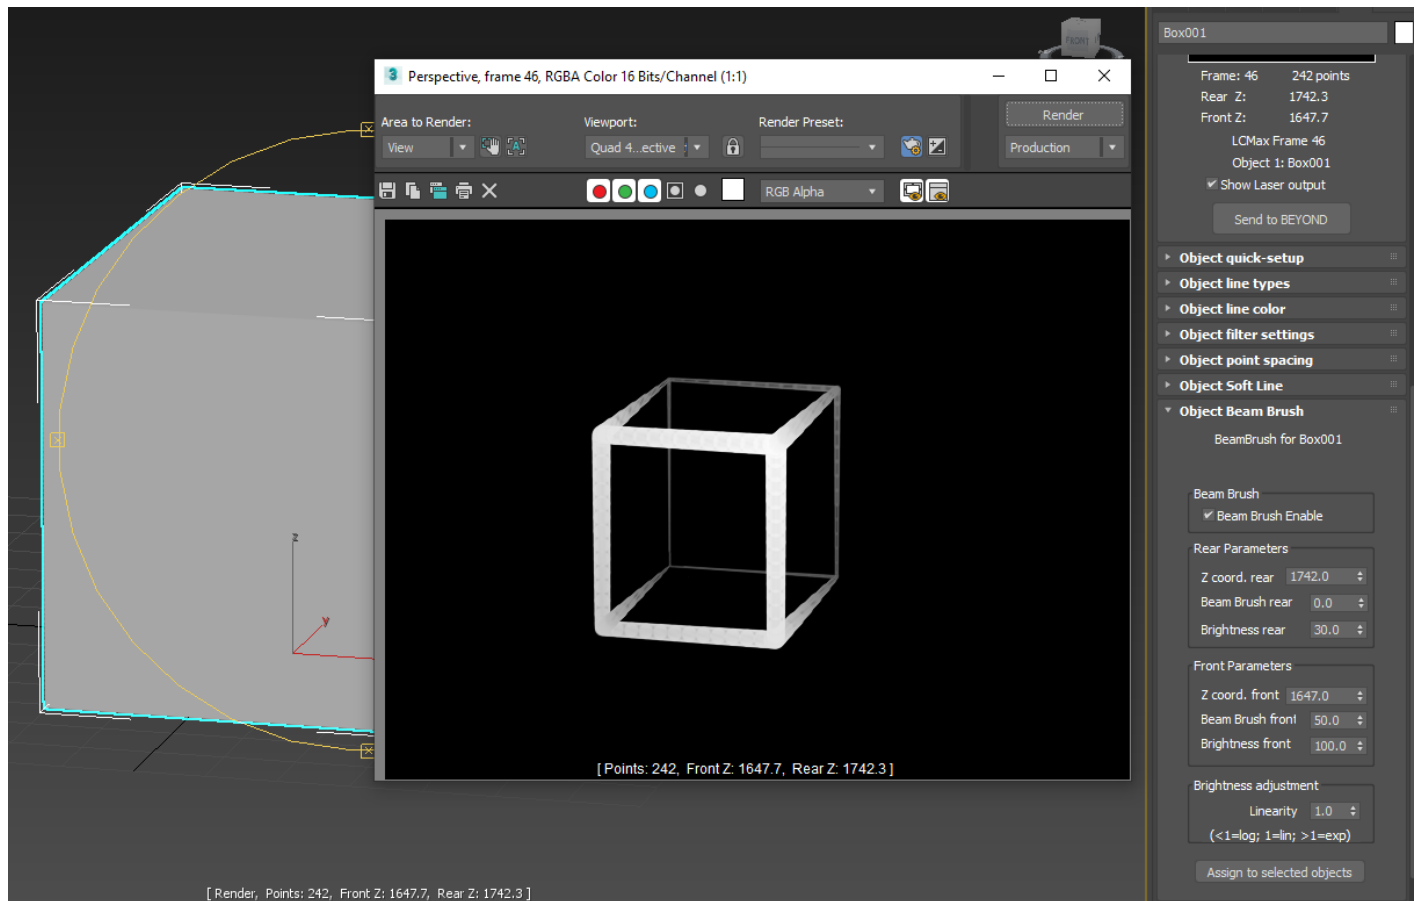 FRONT
Box001
3 Perspective, frame 46, RGBA Color 16 Bits/Channel (1:1)
Area to Render:
Viewport:
Render Preset:
View
Quad 4...ective
Render
Production
RGB Alpha
[ Points: 242, Front Z: 1647.7, Rear Z: 1742.3 ]
z
y
[ Render, Points: 242, Front Z: 1647.7, Rear Z: 1742.3 ]
Frame: 46 242 points
Rear Z: 1742.3
Front Z: 1647.7
LCMax Frame 46
Object 1: Box001
Show Laser output
Send to BEYOND
Object quick-setup
Object line types
Object line color
Object filter settings
Object point spacing
Object Soft Line
Object Beam Brush
BeamBrush for Box001
Beam Brush
Beam Brush Enable
Rear Parameters
Z coord. rear 1742.0
Beam Brush rear 0.0
Brightness rear 30.0
Front Parameters
Z coord. front 1647.0
Beam Brush front 50.0
Brightness front 100.0
Brightness adjustment
Linearity 1.0
(<1=log; 1=lin; >1=exp)
Assign to selected objects